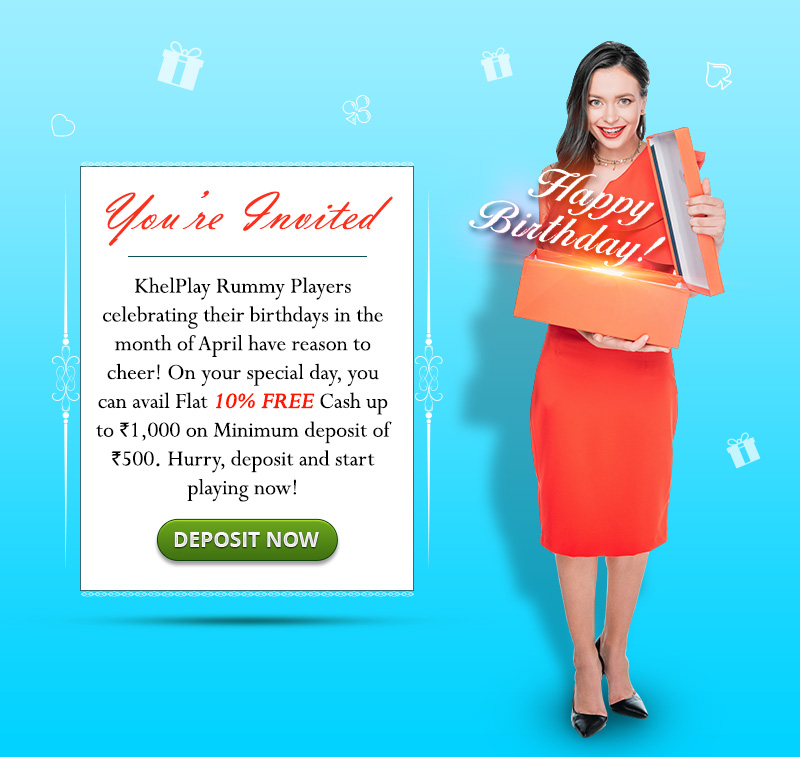 You're Invited
KhelPlay Rummy Players
celebrating their birthdays in the
month of April have reason to
cheer! On your special day, you
can avail Flat 10% FREE Cash up
to ₹1,000 on Minimum deposit of
₹500. Hurry, deposit and start
playing now!
DEPOSIT NOW
Happy
Birthday!